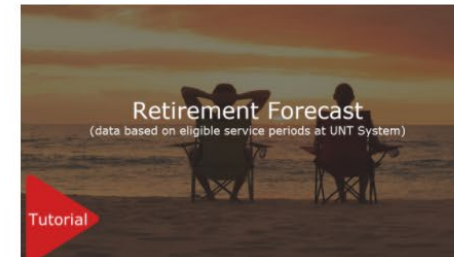 Retirement Forecast
(data based on eligible service periods at UNT System)
Tutorial